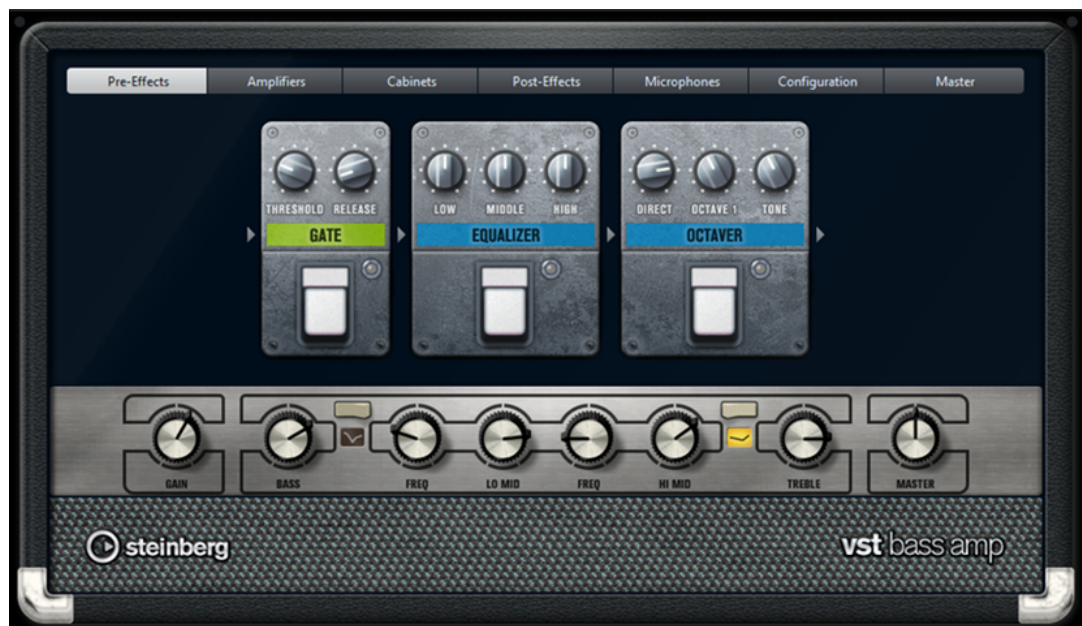 Pre-Effects Amplifiers Cabinets Post-Effects Microphones Configuration Master
THRESHOLD RELEASE LOW MIDDLE HIGH DIRECT OCTAVE 1 TONE
GATE EQUALIZER OCTAVER
GAIN BASS FREQ LO MID FREQ HI MID TREBLE MASTER
steinberg vst bass amp